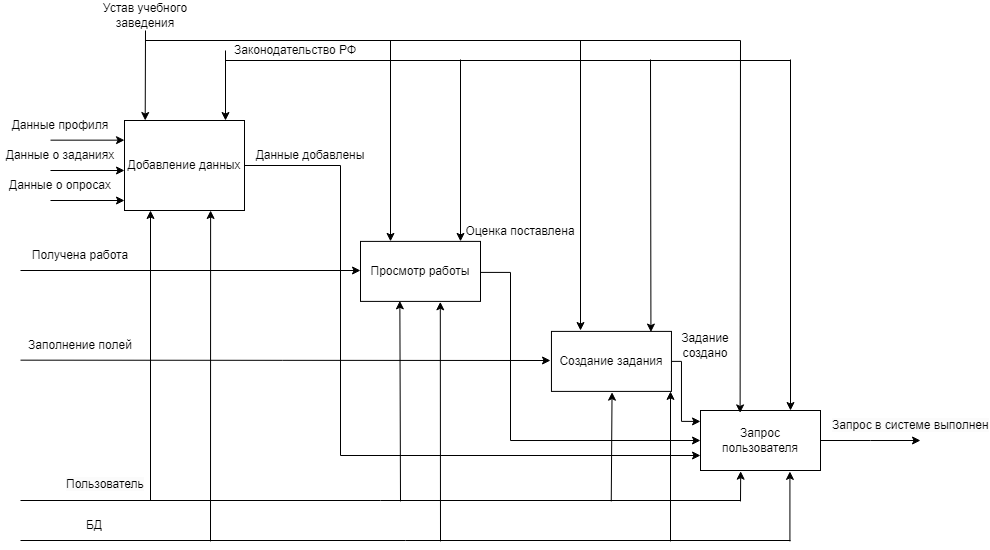 Устав учебного
заведения
Законодательство РФ
Данные профиля
Данные о заданиях
Данные о опросах
Добавление данных
Данные добавлены
Оценка поставлена
Получена работа
Просмотр работы
Заполнение полей
Создание задания
Задание
создано
Запрос
пользователя
Запрос в системе выполнен
Пользователь
БД